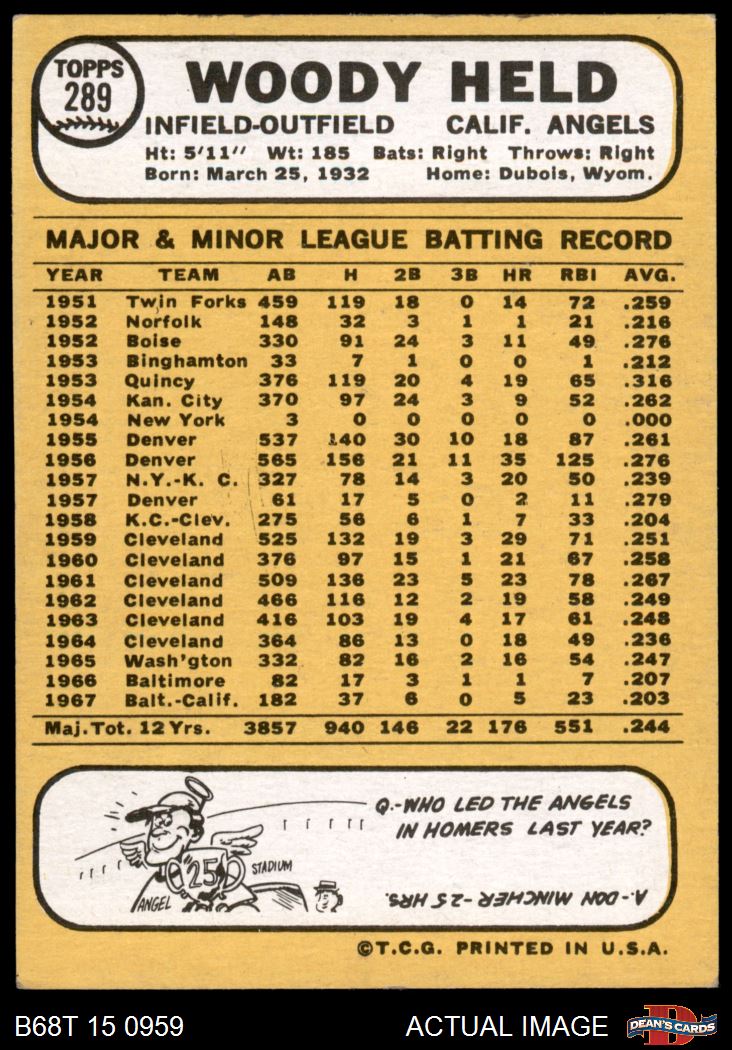 TOPPS
289
WOODY HELD
INFIELD-OUTFIELD CALIF. ANGELS
Ht: 5'11" Wt: 185 Bats: Right Throws: Right
Born: March 25, 1932 Home: Dubois, Wyom.
MAJOR & MINOR LEAGUE BATTING RECORD
YEAR TEAM AB H 2B 3B HR RBI AVG.
1951 Twin Forks 459 119 18 0 14 72 .259
1952 Norfolk 148 32 3 1 1 21 .216
1952 Boise 330 91 24 3 11 49 .276
1953 Binghamton 33 7 1 0 0 1 .212
1953 Quincy 376 119 20 4 19 65 .316
1954 Kan. City 370 97 24 3 9 52 .262
1954 New York 3 0 0 0 0 0 .000
1955 Denver 537 140 30 10 18 87 .261
1956 Denver 565 156 21 11 35 125 .276
1957 N.Y.-K. C. 327 78 14 3 20 50 .239
1957 Denver 61 17 5 0 2 11 .279
1958 K.C.-Clev. 275 56 6 1 7 33 .204
1959 Cleveland 525 132 19 3 29 71 .251
1960 Cleveland 376 97 15 1 21 67 .258
1961 Cleveland 509 136 23 5 23 78 .267
1962 Cleveland 466 116 12 2 19 58 .249
1963 Cleveland 416 103 19 4 17 61 .248
1964 Cleveland 364 86 13 0 18 49 .236
1965 Wash'gton 332 82 16 2 16 54 .247
1966 Baltimore 82 17 3 1 1 7 .207
1967 Balt.-Calif. 182 37 6 0 5 23 .203
Maj. Tot. 12 Yrs. 3857 940 146 22 176 551 .244
Q.-WHO LED THE ANGELS
IN HOMERS LAST YEAR?
25
STADIUM
ANGEL
A.-DON MINCHER-25 HRS.
©T.C.G. PRINTED IN U.S.A.
B68T 15 0959 ACTUAL IMAGE
D
DEAN'S CARDS